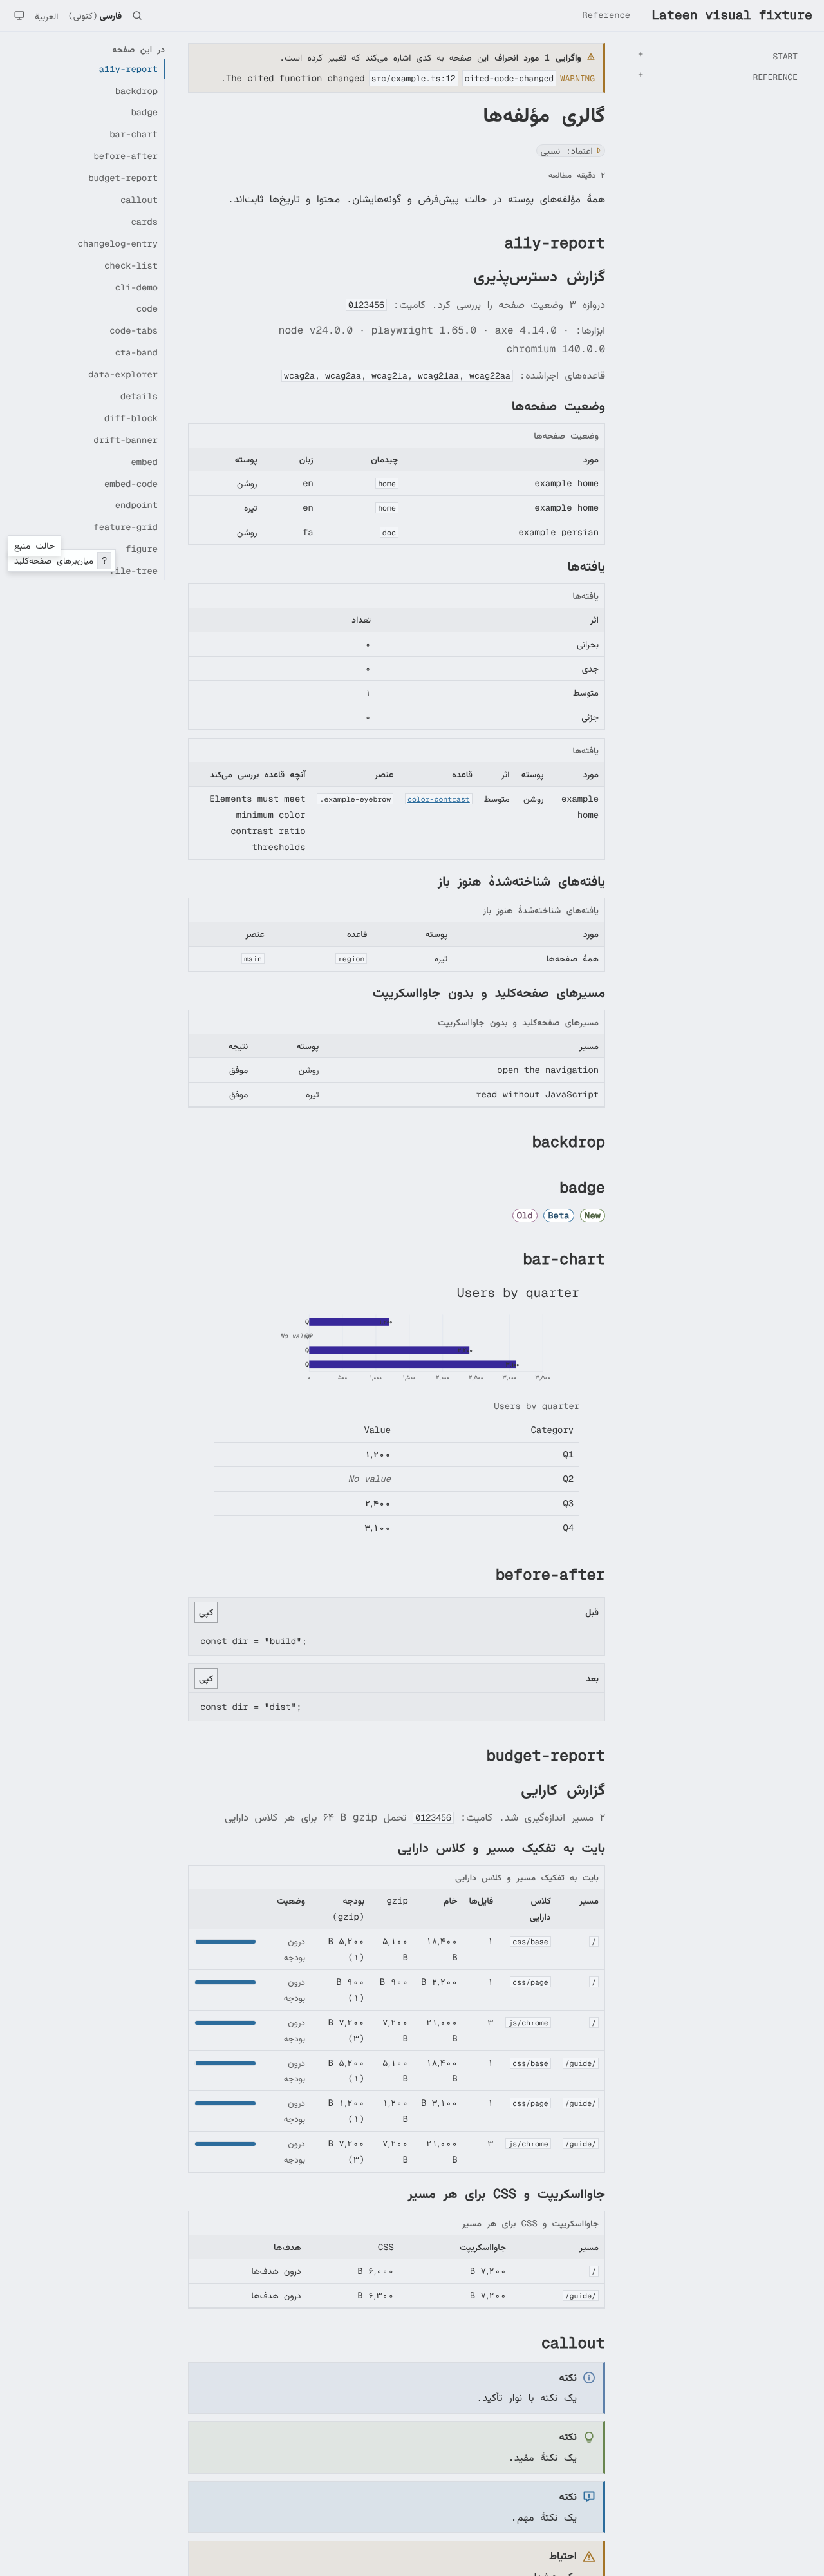 Lateen visual fixture
Reference
فارسی (کنونی)
العربية
START
+
REFERENCE
+
واگرایی 1 مورد انحراف این صفحه به کدی اشاره می‌کند که تغییر کرده است.
WARNING cited-code-changed src/example.ts:12 The cited function changed.
گالری مؤلفه‌ها
اعتماد: نسبی
۲ دقیقه مطالعه
همهٔ مؤلفه‌های پوسته در حالت پیش‌فرض و گونه‌هایشان. محتوا و تاریخ‌ها ثابت‌اند.
a11y-report
گزارش دسترس‌پذیری
دروازه ۳ وضعیت صفحه را بررسی کرد. کامیت: 0123456
ابزارها: node v24.0.0 · playwright 1.65.0 · axe 4.14.0 ·
chromium 140.0.0
قاعده‌های اجراشده: wcag2a, wcag2aa, wcag21a, wcag21aa, wcag22aa
وضعیت صفحه‌ها
وضعیت صفحه‌ها
مورد چیدمان زبان پوسته
example home home en روشن
example home home en تیره
example persian doc fa روشن
یافته‌ها
یافته‌ها
اثر تعداد
بحرانی ۰
جدی ۰
متوسط ۱
جزئی ۰
یافته‌ها
مورد پوسته اثر قاعده عنصر آنچه قاعده بررسی می‌کند
example home روشن متوسط color-contrast .example-eyebrow Elements must meet
minimum color
contrast ratio
thresholds
یافته‌های شناخته‌شدهٔ هنوز باز
یافته‌های شناخته‌شدهٔ هنوز باز
مورد پوسته قاعده عنصر
همهٔ صفحه‌ها تیره region main
مسیرهای صفحه‌کلید و بدون جاوااسکریپت
مسیرهای صفحه‌کلید و بدون جاوااسکریپت
مسیر پوسته نتیجه
open the navigation روشن موفق
read without JavaScript تیره موفق
backdrop
badge
New Beta Old
bar-chart
Users by quarter
No value
۰ ۵۰۰ ۱٬۰۰۰ ۱٬۵۰۰ ۲٬۰۰۰ ۲٬۵۰۰ ۳٬۰۰۰ ۳٬۵۰۰
Users by quarter
Category Value
Q1 ۱٬۲۰۰
Q2 No value
Q3 ۲٬۴۰۰
Q4 ۳٬۱۰۰
before-after
قبل کپی
const dir = "build";
بعد کپی
const dir = "dist";
budget-report
گزارش کارایی
۲ مسیر اندازه‌گیری شد. کامیت: 0123456 تحمل ۶۴ B gzip برای هر کلاس دارایی
بایت به تفکیک مسیر و کلاس دارایی
بایت به تفکیک مسیر و کلاس دارایی
مسیر کلاس دارایی فایل‌ها خام gzip بودجه (gzip) وضعیت
/ css/base ۱ ۱۸٬۴۰۰ B ۵٬۱۰۰ B ۵٬۲۰۰ B (۱) درون بودجه
/ css/page ۱ ۲٬۲۰۰ B ۹۰۰ B ۹۰۰ B (۱) درون بودجه
/ js/chrome ۳ ۲۱٬۰۰۰ B ۷٬۲۰۰ B ۷٬۲۰۰ B (۳) درون بودجه
/guide/ css/base ۱ ۱۸٬۴۰۰ B ۵٬۱۰۰ B ۵٬۲۰۰ B (۱) درون بودجه
/guide/ css/page ۱ ۳٬۱۰۰ B ۱٬۲۰۰ B ۱٬۲۰۰ B (۱) درون بودجه
/guide/ js/chrome ۳ ۲۱٬۰۰۰ B ۷٬۲۰۰ B ۷٬۲۰۰ B (۳) درون بودجه
جاوااسکریپت و CSS برای هر مسیر
جاوااسکریپت و CSS برای هر مسیر
مسیر جاوااسکریپت CSS هدف‌ها
/ ۷٬۲۰۰ B ۶٬۰۰۰ B درون هدف‌ها
/guide/ ۷٬۲۰۰ B ۶٬۳۰۰ B درون هدف‌ها
callout
نکته
یک نکته با نوار تأکید.
نکته
یک نکتهٔ مفید.
نکته
یک نکتهٔ مهم.
احتیاط
در این صفحه
a11y-report
backdrop
badge
bar-chart
before-after
budget-report
callout
cards
changelog-entry
check-list
cli-demo
code
code-tabs
cta-band
data-explorer
details
diff-block
drift-banner
embed
embed-code
endpoint
feature-grid
figure
file-tree
حالت منبع
? میان‌برهای صفحه‌کلید